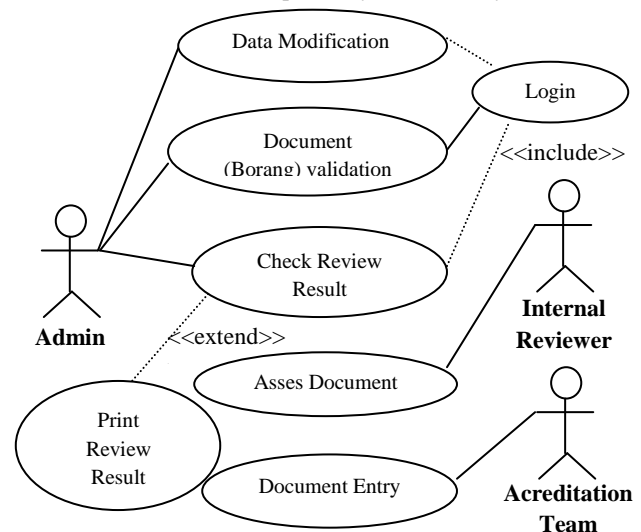 Data Modification
Login
Document
(Borang) validation
<<include>>
Check Review
Result
Admin
<<extend>>
Internal
Reviewer
Asses Document
Print
Review
Result
Document Entry
Acreditation
Team